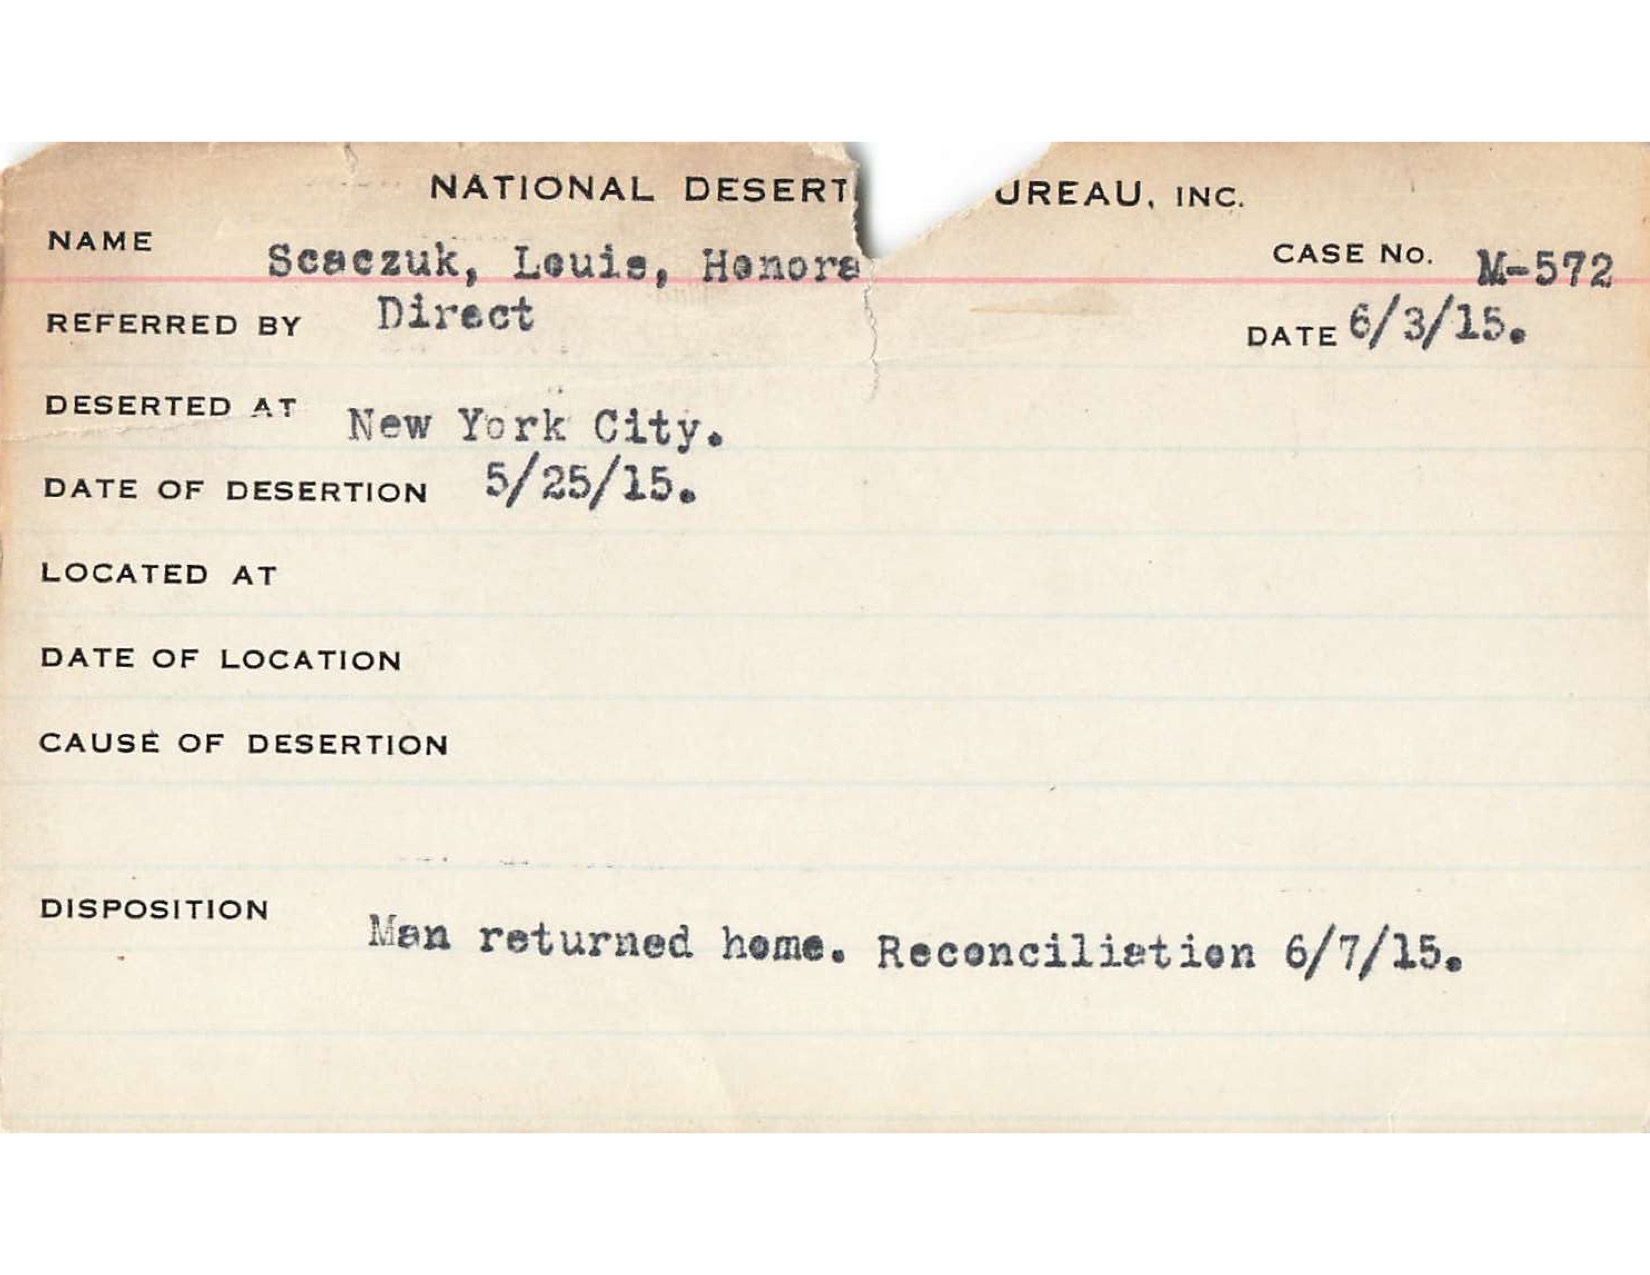 NATIONAL DESERT UREAU, INC.
NAME Scaczuk, Louis, Honora CASE No. M-572
REFERRED BY Direct DATE 6/3/15.
DESERTED AT New York City.
DATE OF DESERTION 5/25/15.
LOCATED AT
DATE OF LOCATION
CAUSE OF DESERTION
DISPOSITION Man returned home. Reconciliation 6/7/15.